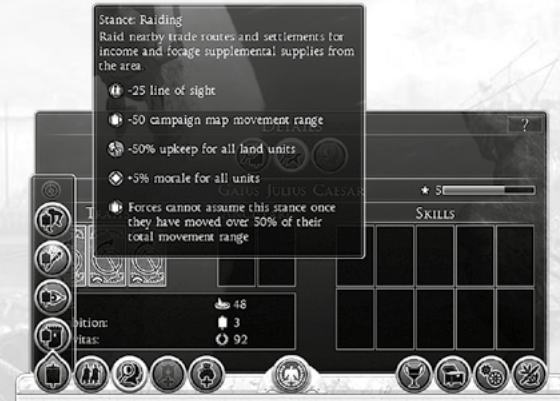 Stance: Raiding
Raid nearby trade routes and settlements for
income and forage supplemental supplies from
the area.
-25 line of sight
-50 campaign map movement range
-50% upkeep for all land units
+5% morale for all units
Forces cannot assume this stance once
they have moved over 50% of their
total movement range
Details
?
Gaius Julius Caesar
5
Skills
48
bition: 3
vitas: 92